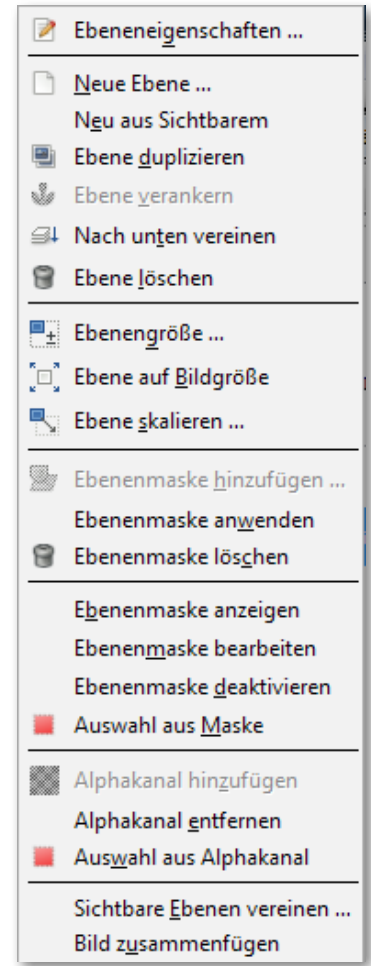 Ebeneneigenschaften ...
Neue Ebene ...
Neu aus Sichtbarem
Ebene duplizieren
Ebene verankern
Nach unten vereinen
Ebene löschen
Ebenengröße ...
Ebene auf Bildgröße
Ebene skalieren ...
Ebenenmaske hinzufügen ...
Ebenenmaske anwenden
Ebenenmaske löschen
Ebenenmaske anzeigen
Ebenenmaske bearbeiten
Ebenenmaske deaktivieren
Auswahl aus Maske
Alphakanal hinzufügen
Alphakanal entfernen
Auswahl aus Alphakanal
Sichtbare Ebenen vereinen ...
Bild zusammenfügen